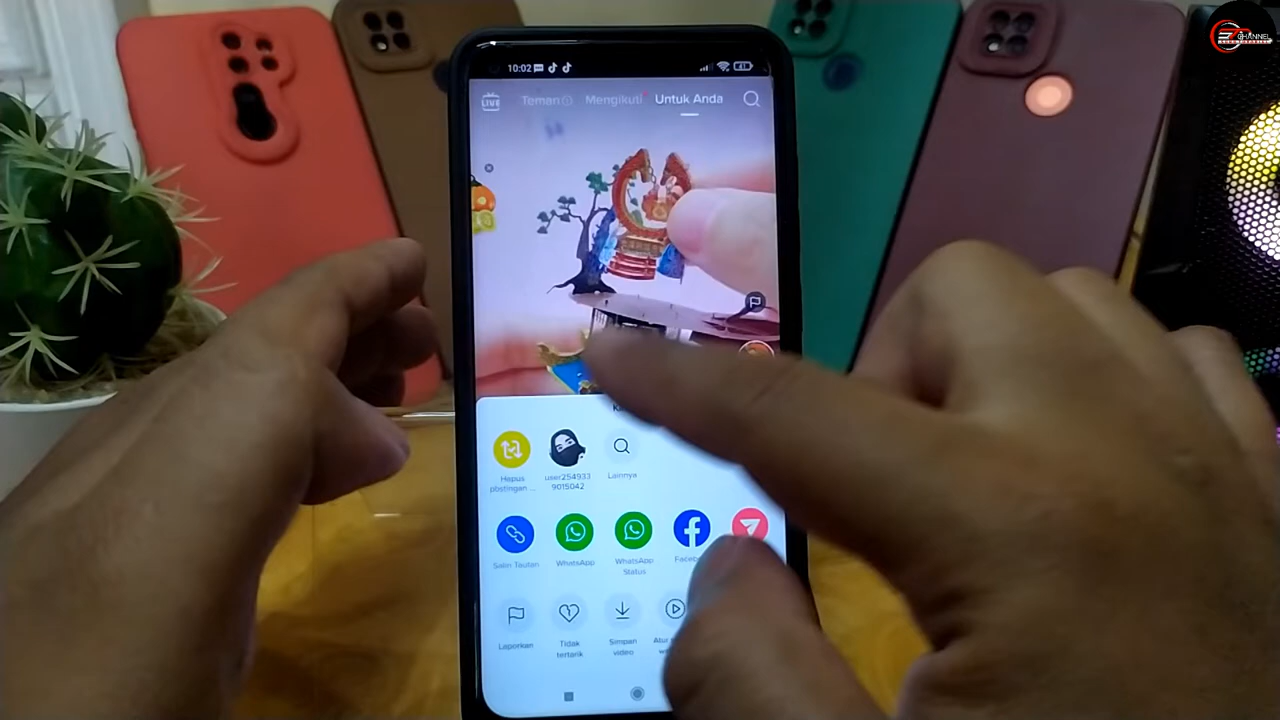 CHANNEL
10:02
LIVE
Teman
Mengikuti
Untuk Anda
Hapus
postingan ...
user254933
9015042
Lainnya
Salin Tautan
WhatsApp
WhatsApp
Status
Laporkan
Tidak
tertarik
Simpan
video